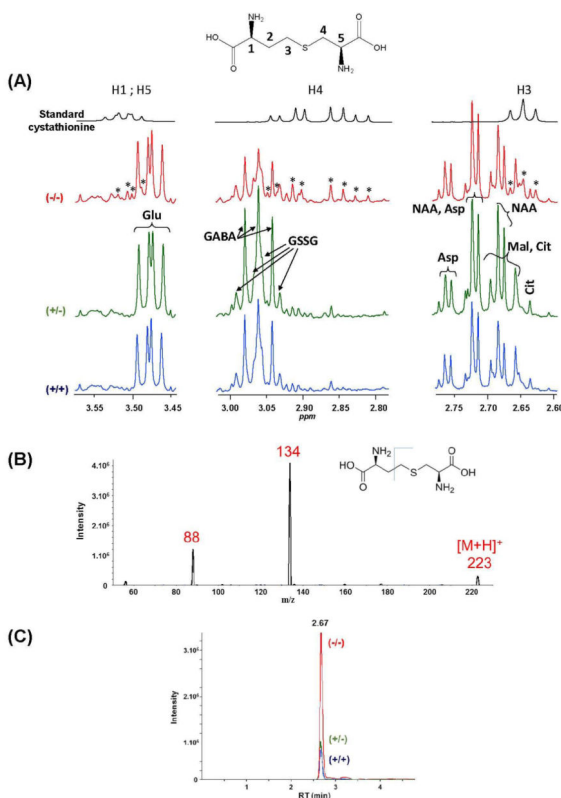 NH₂
HO
4
O
2
1
3
S
5
OH
O
NH₂
(A)
H1 ; H5
H4
H3
Standard
cystathionine
(-/-)
* * * *
* * * * * * * *
* * *
Glu
GABA
GSSG
NAA, Asp
NAA
Asp
Mal, Cit
Cit
(+/-)
(+/+)
3.55 3.50 3.45
3.00 2.95 2.90 2.85 2.80
ppm
2.75 2.70 2.65 2.60
(B)
134
NH₂
HO
O
S
O
OH
NH₂
4.10⁶
3.10⁶
2.10⁶
1.10⁶
0
Intensity
88
[M+H]⁺
223
60 80 100 120 140 160 180 200 220
m/z
(C)
2.67
(-/-)
3.10⁶
2.10⁶
1.10⁶
0
Intensity
(+/-)
(+/+)
0 1 2 3 4
RT (min)